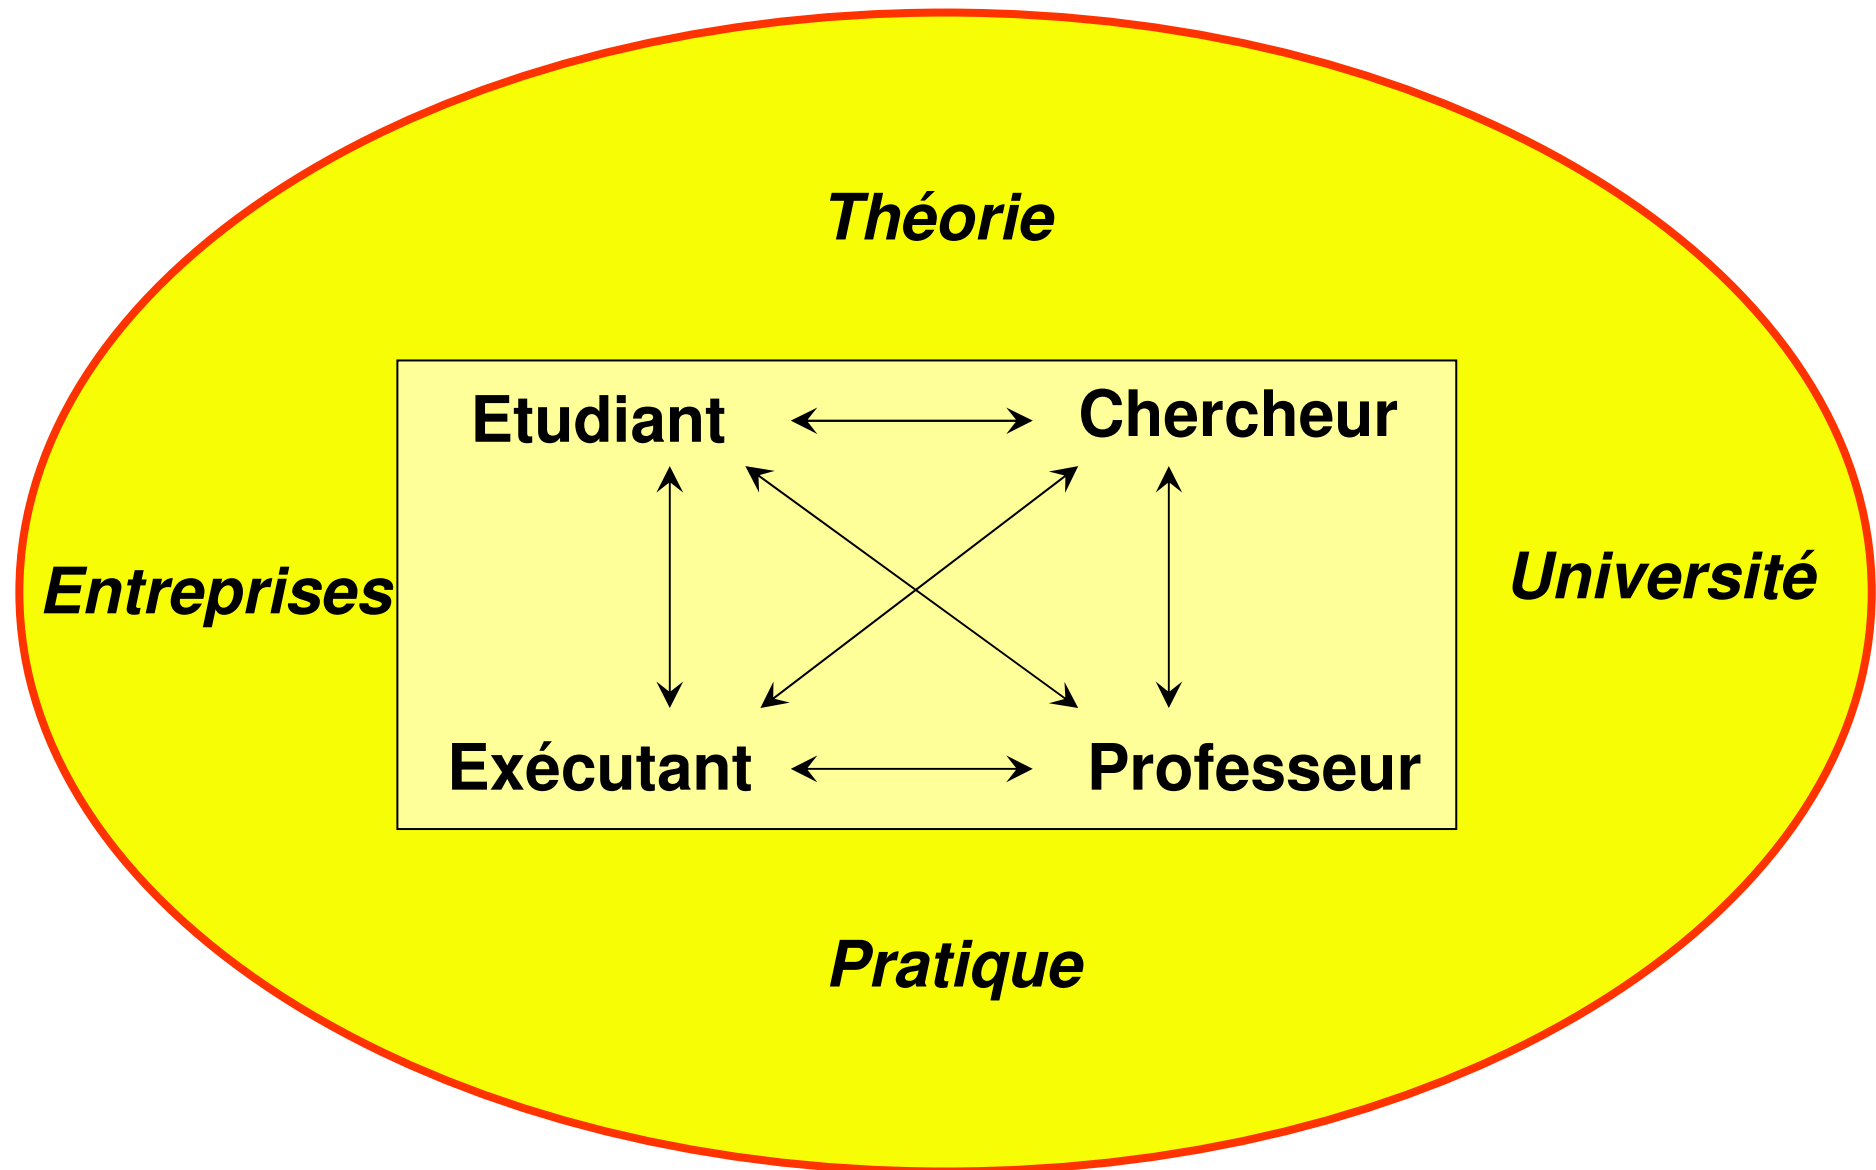 Théorie
Etudiant Chercheur
Entreprises Université
Exécutant Professeur
Pratique